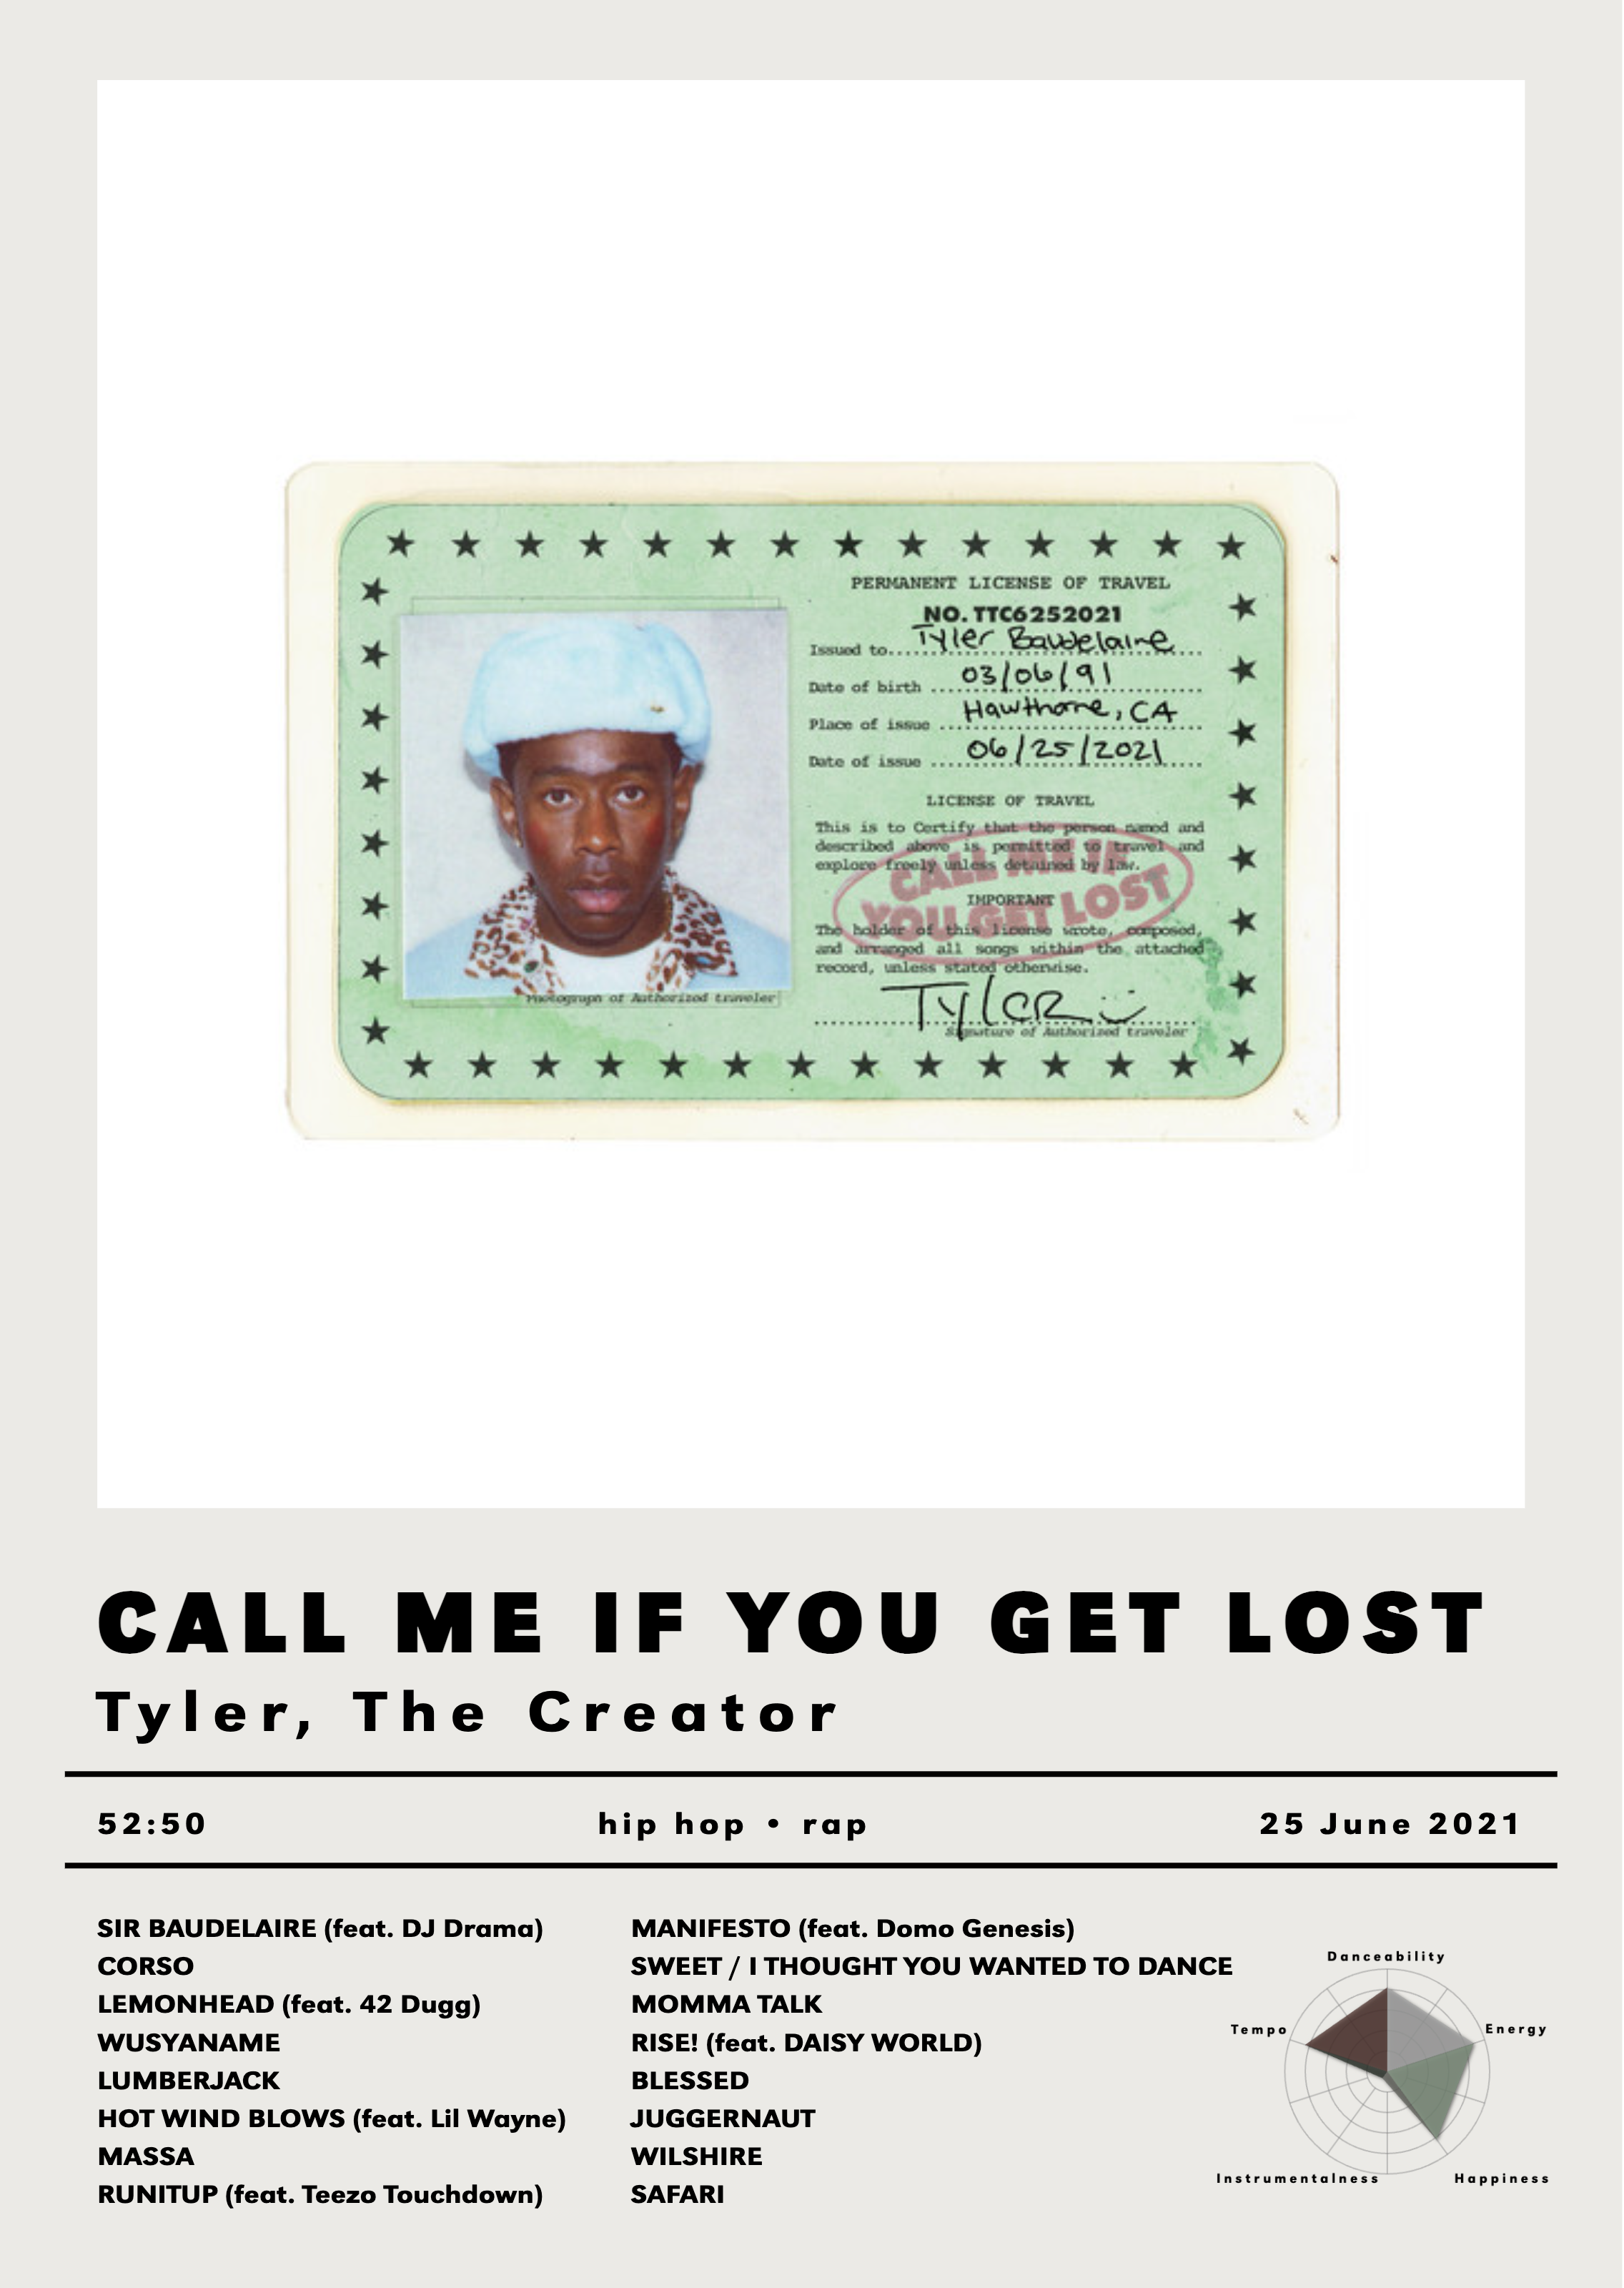 PERMANENT LICENSE OF TRAVEL
NO. TTC6252021
Issued to..... Tyler Baudelaire
Date of birth ..... 03/06/91
Place of issue ..... Hawthorne, CA
Date of issue ..... 06/25/2021
LICENSE OF TRAVEL
This is to Certify that the person named and
described above is permitted to travel and
explore freely unless detained by law.
CALL ME IF
YOU GET LOST
IMPORTANT
The holder of this license wrote, composed,
and arranged all songs within the attached
record, unless stated otherwise.
TyLER
Signature of Authorized traveler
Photograph of Authorized traveler
CALL ME IF YOU GET LOST
Tyler, The Creator
52:50
hip hop • rap
25 June 2021
SIR BAUDELAIRE (feat. DJ Drama)
CORSO
LEMONHEAD (feat. 42 Dugg)
WUSYANAME
LUMBERJACK
HOT WIND BLOWS (feat. Lil Wayne)
MASSA
RUNITUP (feat. Teezo Touchdown)
MANIFESTO (feat. Domo Genesis)
SWEET / I THOUGHT YOU WANTED TO DANCE
MOMMA TALK
RISE! (feat. DAISY WORLD)
BLESSED
JUGGERNAUT
WILSHIRE
SAFARI
Danceability
Tempo
Energy
Instrumentalness
Happiness